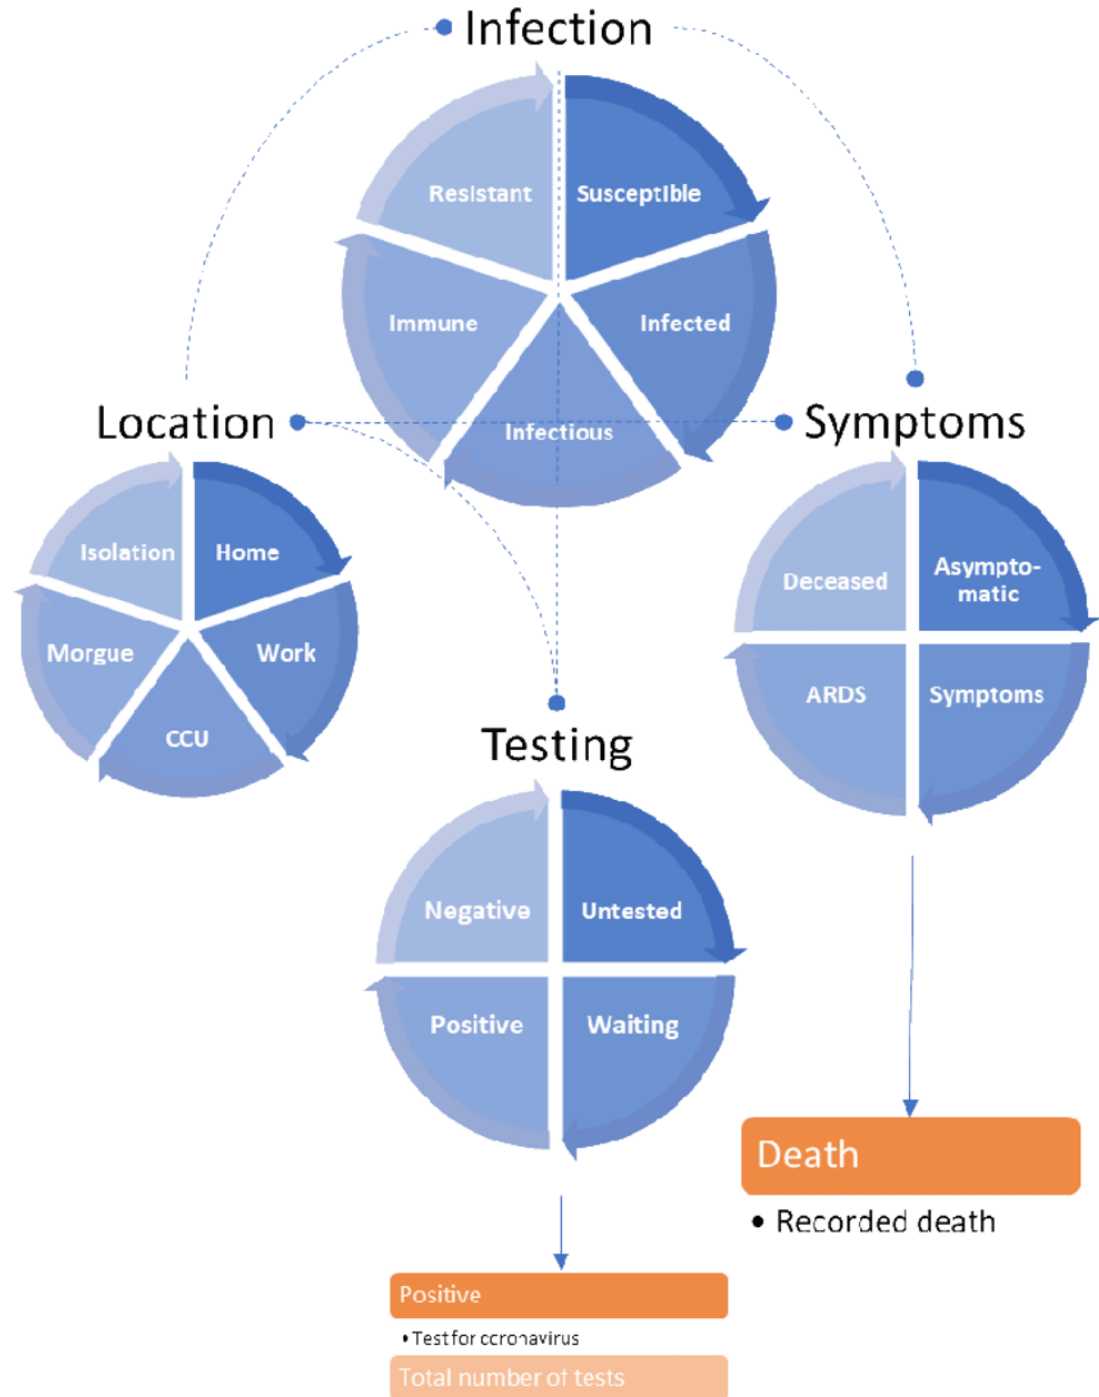 Infection
Resistant
Susceptible
Immune
Infected
Infectious
Location
Isolation
Home
Morgue
Work
CCU
Symptoms
Deceased
Asympto-
matic
ARDS
Symptoms
Testing
Negative
Untested
Positive
Waiting
Death
• Recorded death
Positive
• Test for coronavirus
Total number of tests